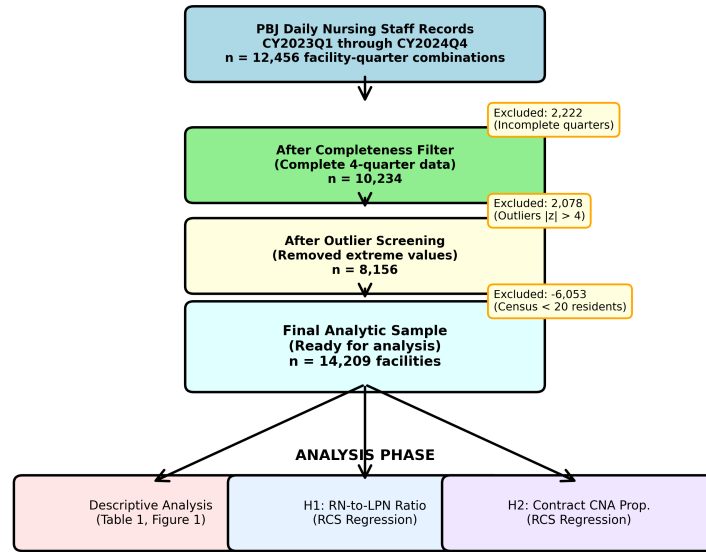 PBJ Daily Nursing Staff Records
CY2023Q1 through CY2024Q4
n = 12,456 facility-quarter combinations
Excluded: 2,222
(Incomplete quarters)
After Completeness Filter
(Complete 4-quarter data)
n = 10,234
Excluded: 2,078
(Outliers |z| > 4)
After Outlier Screening
(Removed extreme values)
n = 8,156
Excluded: -6,053
(Census < 20 residents)
Final Analytic Sample
(Ready for analysis)
n = 14,209 facilities
ANALYSIS PHASE
Descriptive Analysis
(Table 1, Figure 1)
H1: RN-to-LPN Ratio
(RCS Regression)
H2: Contract CNA Prop.
(RCS Regression)